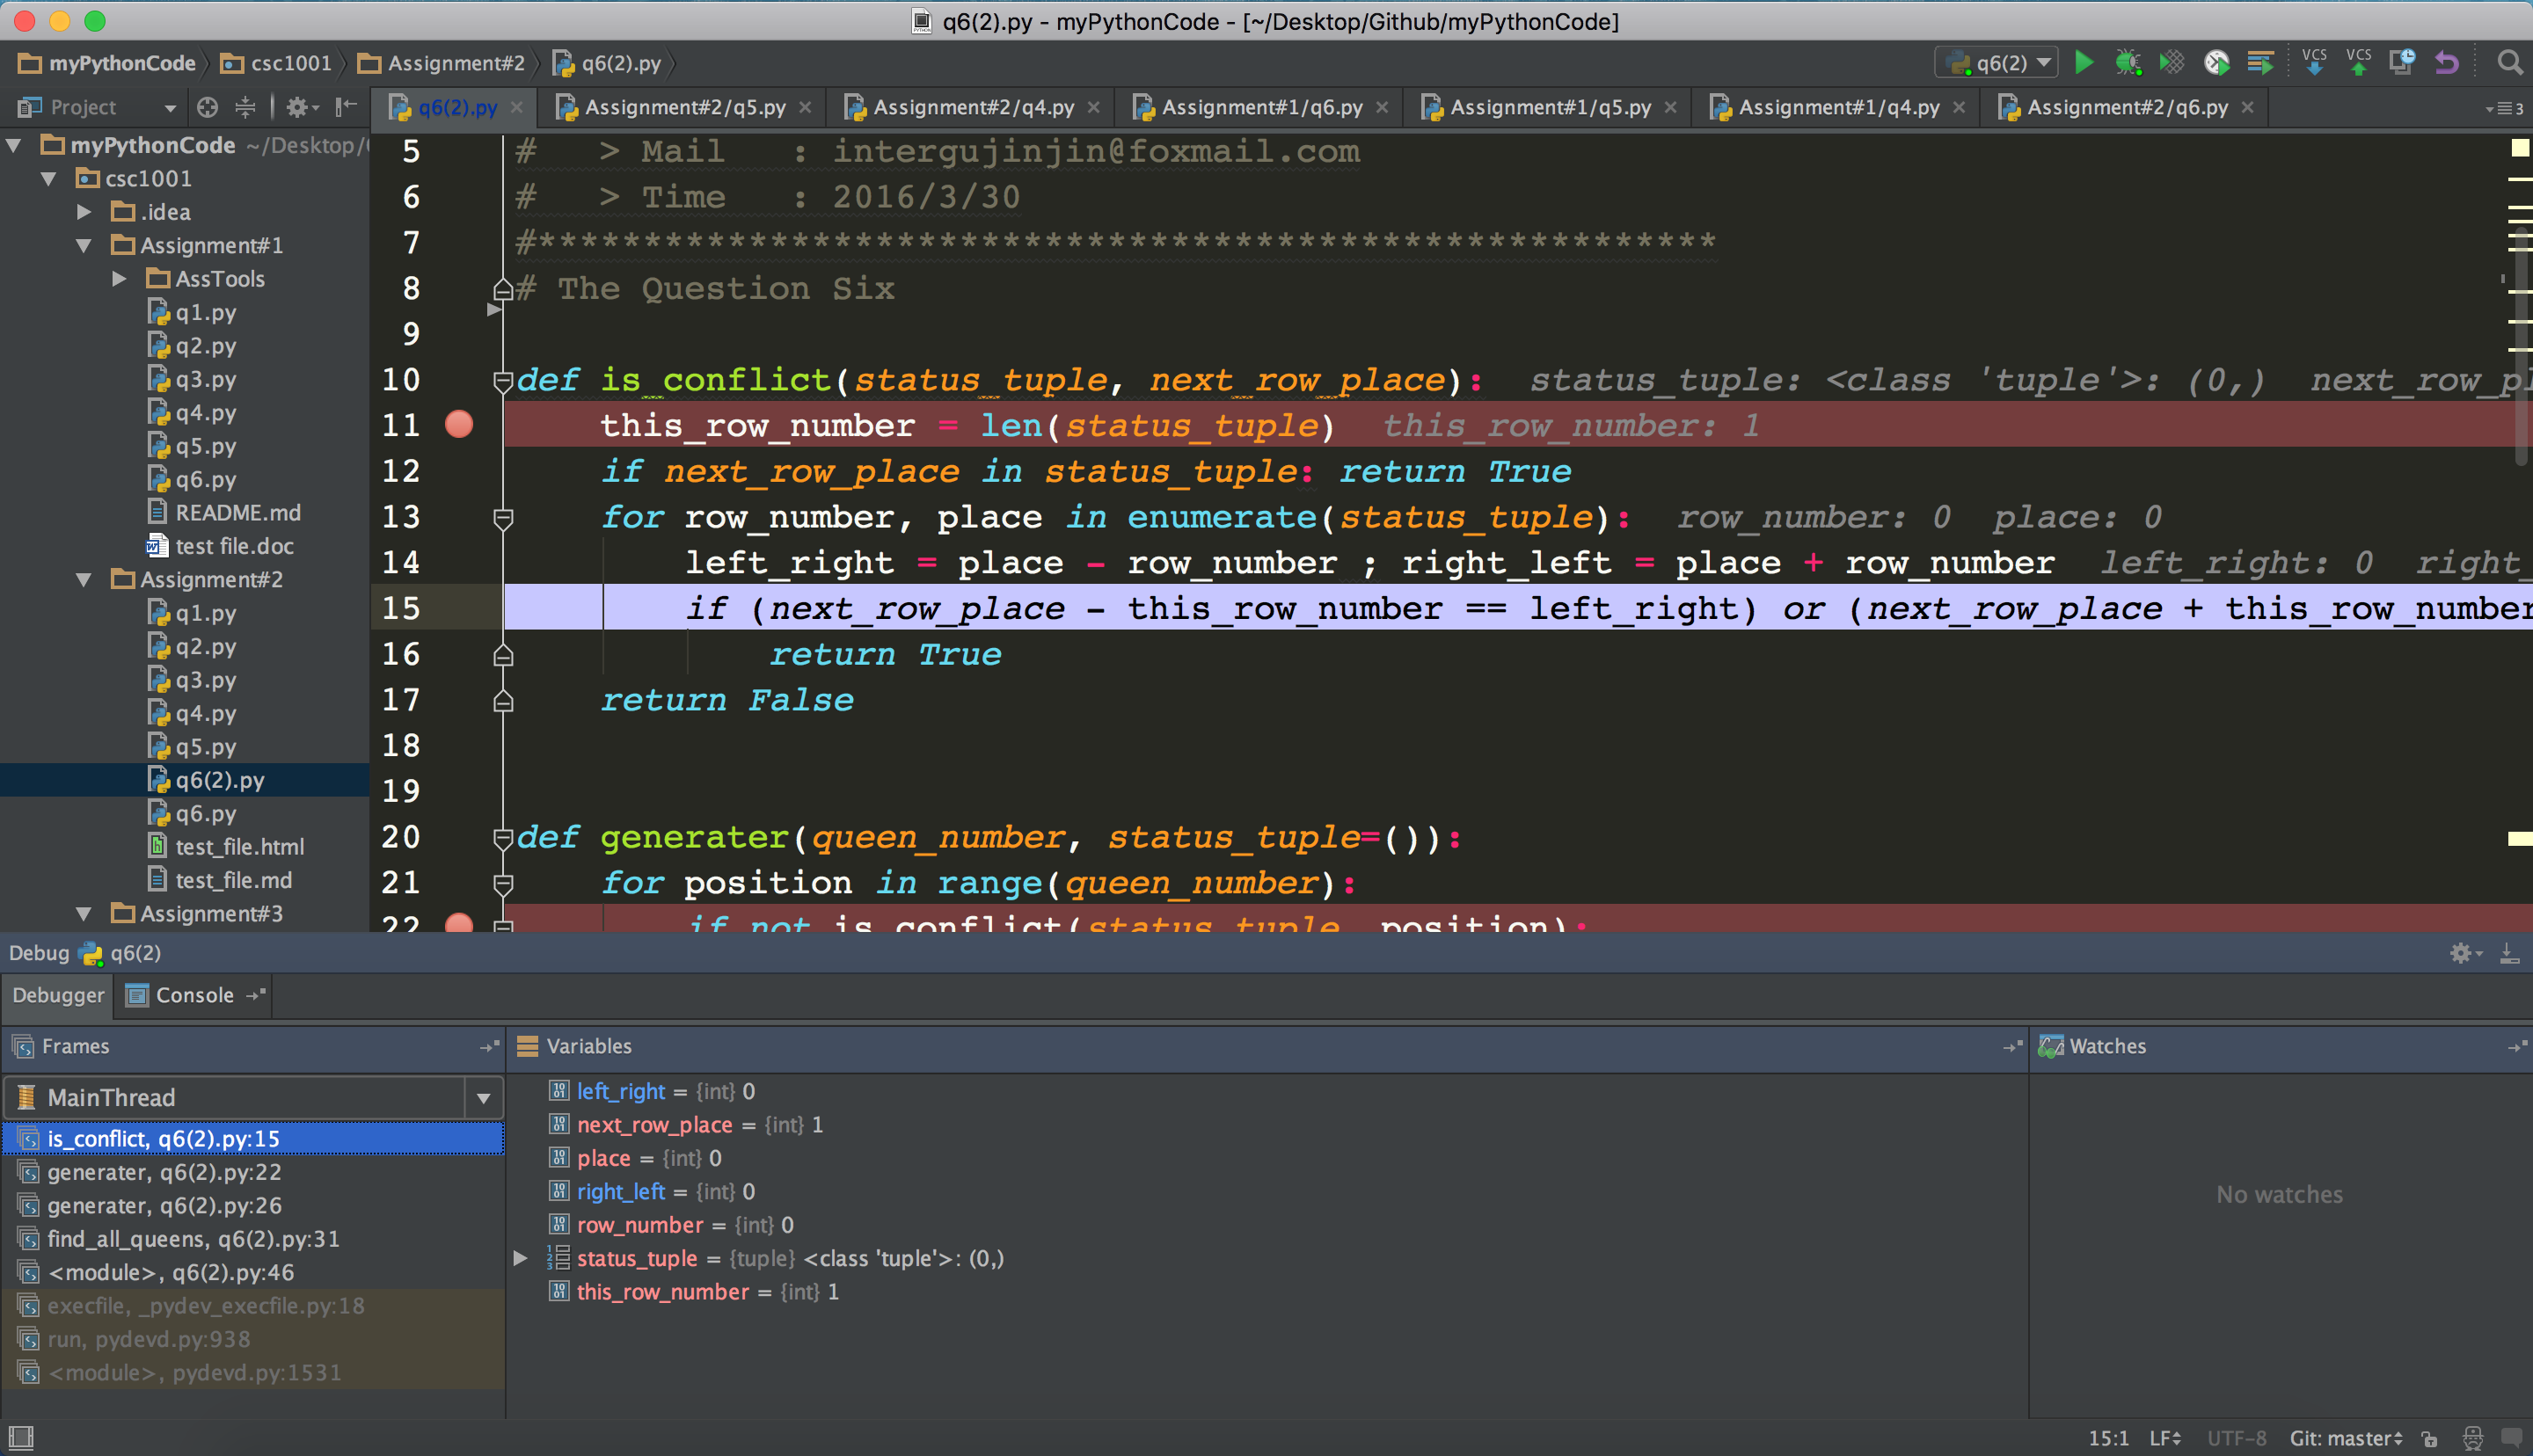 q6(2).py - myPythonCode - [~/Desktop/Github/myPythonCode]
myPythonCode csc1001 Assignment#2 q6(2).py
q6(2) VCS VCS
Project
q6(2).py Assignment#2/q5.py Assignment#2/q4.py Assignment#1/q6.py Assignment#1/q5.py Assignment#1/q4.py Assignment#2/q6.py 3
myPythonCode ~/Desktop/
csc1001
.idea
Assignment#1
AssTools
q1.py
q2.py
q3.py
q4.py
q5.py
q6.py
README.md
test file.doc
Assignment#2
q1.py
q2.py
q3.py
q4.py
q5.py
q6(2).py
q6.py
test_file.html
test_file.md
Assignment#3
5 #   > Mail   : intergujinjin@foxmail.com
6 #   > Time   : 2016/3/30
7 #********************************************************
8 # The Question Six
9
10 def is_conflict(status_tuple, next_row_place): status_tuple: <class 'tuple'>: (0,) next_row_pl
11 this_row_number = len(status_tuple) this_row_number: 1
12 if next_row_place in status_tuple: return True
13 for row_number, place in enumerate(status_tuple): row_number: 0 place: 0
14 left_right = place - row_number ; right_left = place + row_number left_right: 0 right_
15 if (next_row_place - this_row_number == left_right) or (next_row_place + this_row_number
16 return True
17 return False
18
19
20 def generater(queen_number, status_tuple=()):
21 for position in range(queen_number):
22 if not is_conflict(status_tuple, position):
Debug q6(2)
Debugger Console
Frames
MainThread
is_conflict, q6(2).py:15
generater, q6(2).py:22
generater, q6(2).py:26
find_all_queens, q6(2).py:31
<module>, q6(2).py:46
execfile, _pydev_execfile.py:18
run, pydevd.py:938
<module>, pydevd.py:1531
Variables
left_right = {int} 0
next_row_place = {int} 1
place = {int} 0
right_left = {int} 0
row_number = {int} 0
status_tuple = {tuple} <class 'tuple'>: (0,)
this_row_number = {int} 1
Watches
No watches
15:1 LF UTF-8 Git: master